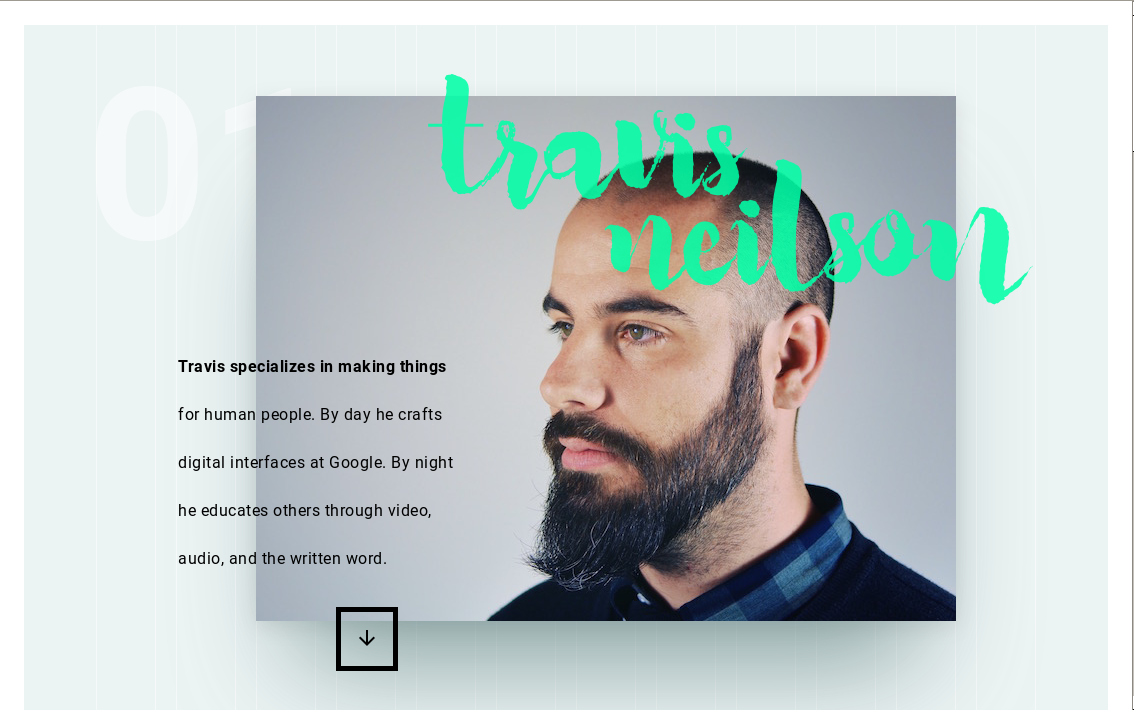 01
travis
neilson
Travis specializes in making things
for human people. By day he crafts
digital interfaces at Google. By night
he educates others through video,
audio, and the written word.